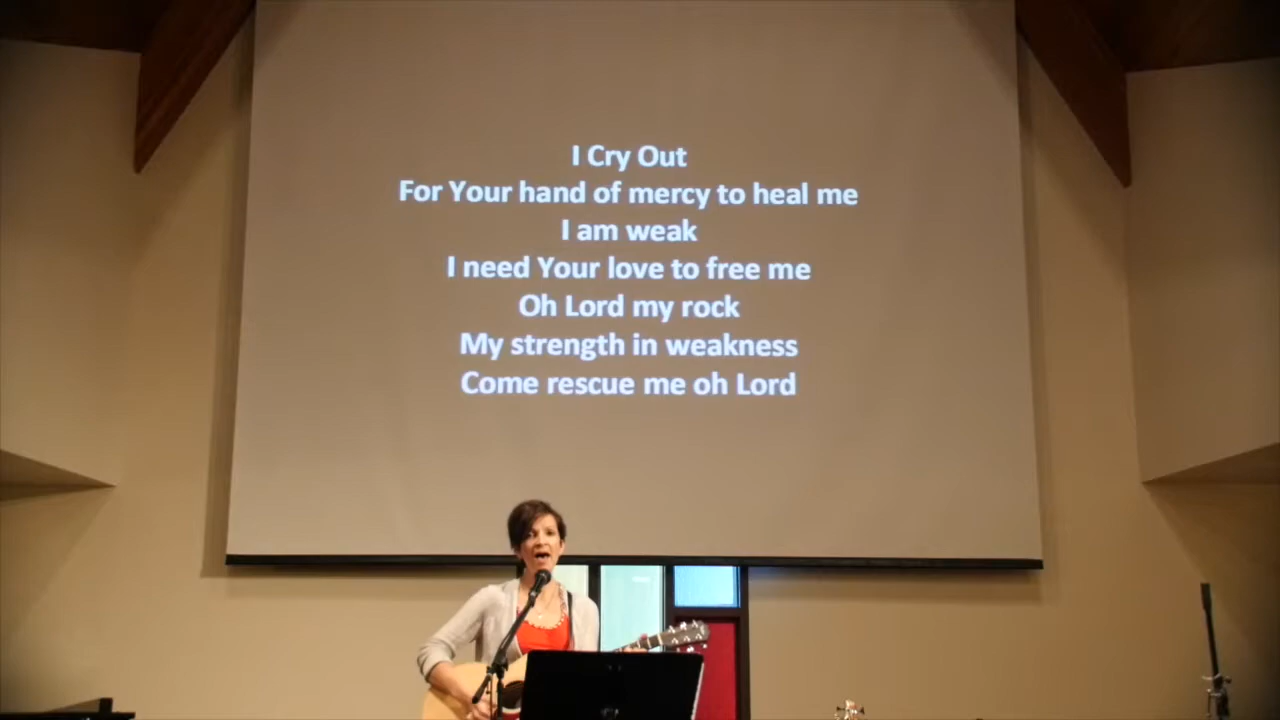 I Cry Out
For Your hand of mercy to heal me
I am weak
I need Your love to free me
Oh Lord my rock
My strength in weakness
Come rescue me oh Lord